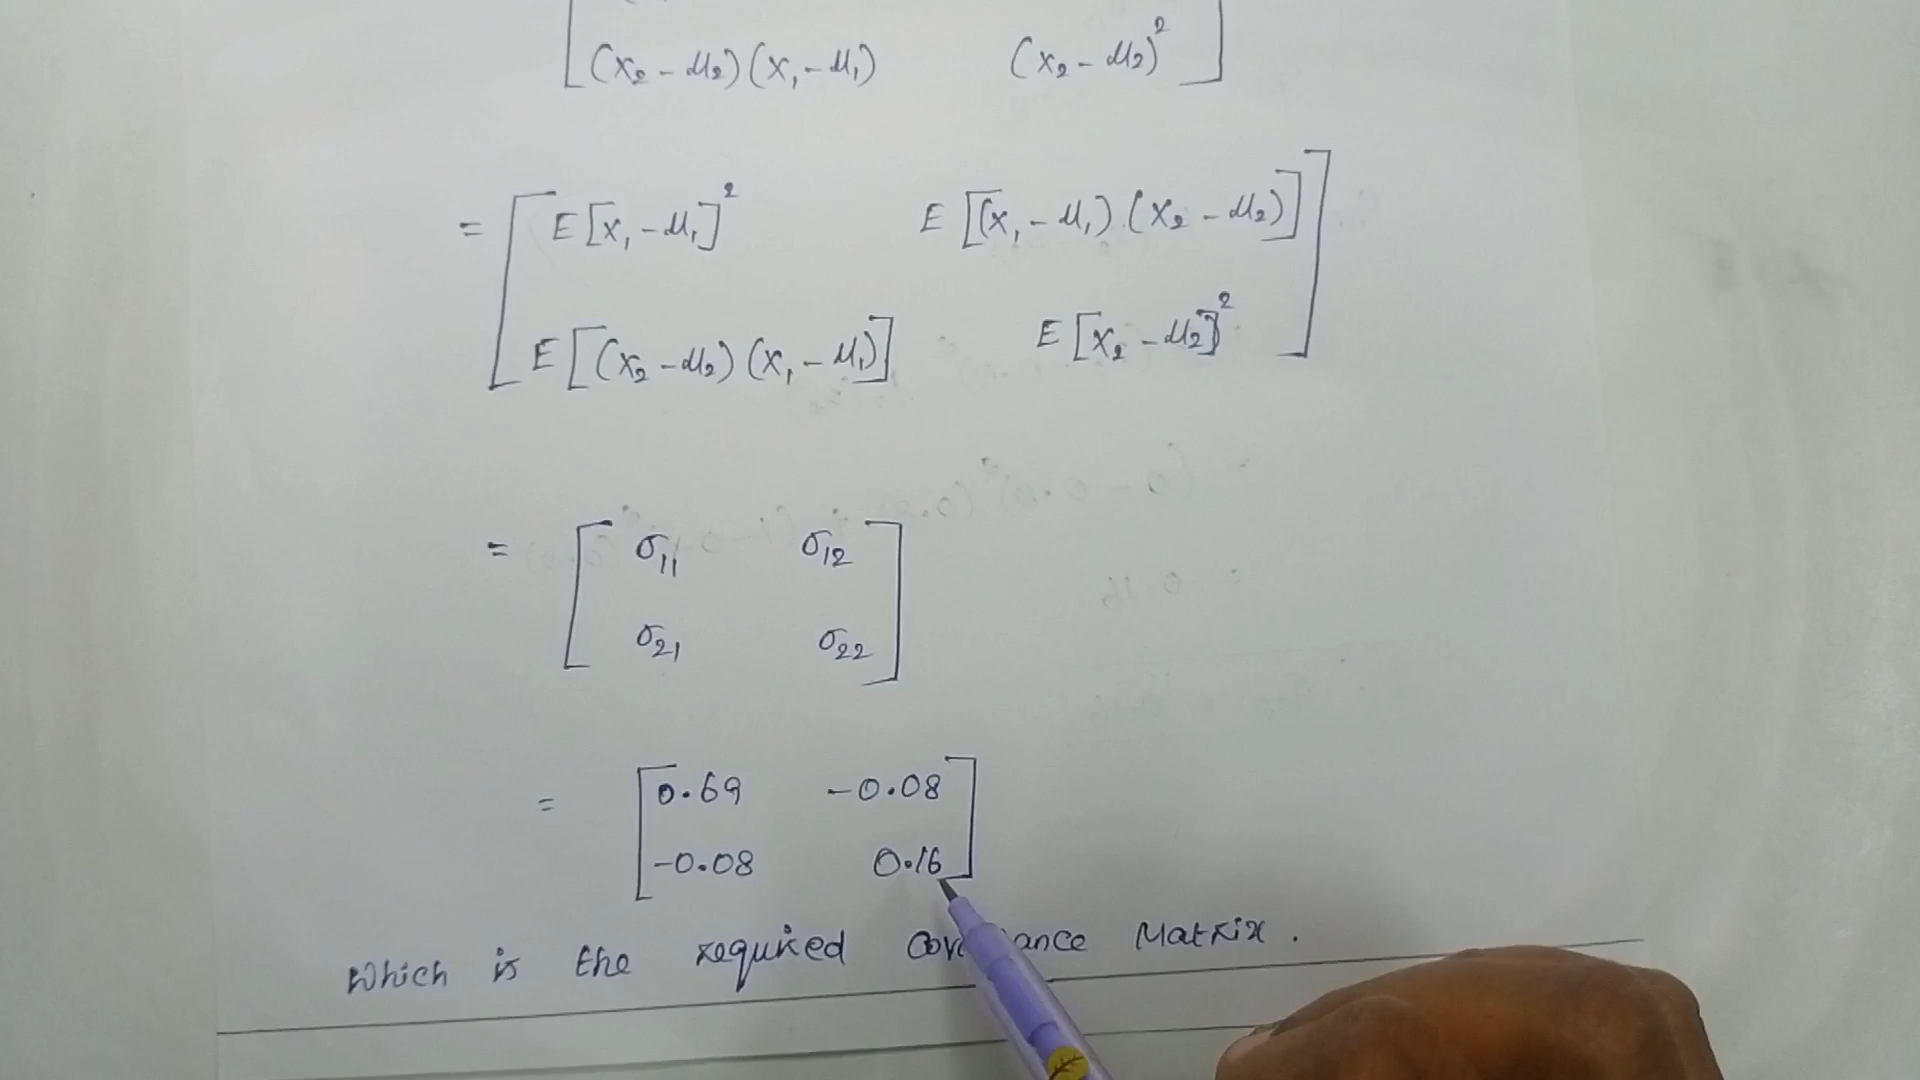 (x₂ - μ₂)(x₁ - μ₁) (x₂ - μ₂)²
= [ E[x₁ - μ₁]² E[(x₁ - μ₁)(x₂ - μ₂)]
E[(x₂ - μ₂)(x₁ - μ₁)] E[x₂ - μ₂]² ]
= [ σ₁₁ σ₁₂
σ₂₁ σ₂₂ ]
= [ 0.69 -0.08
-0.08 0.16 ]
Which is the required Matrix.